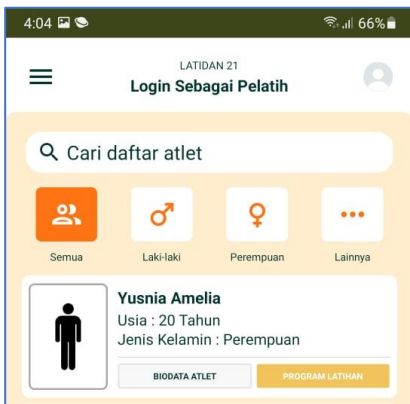 4:04 66%
LATIDAN 21
Login Sebagai Pelatih
Cari daftar atlet
Semua Laki-laki Perempuan Lainnya
Yusnia Amelia
Usia : 20 Tahun
Jenis Kelamin : Perempuan
BIODATA ATLET PROGRAM LATIHAN